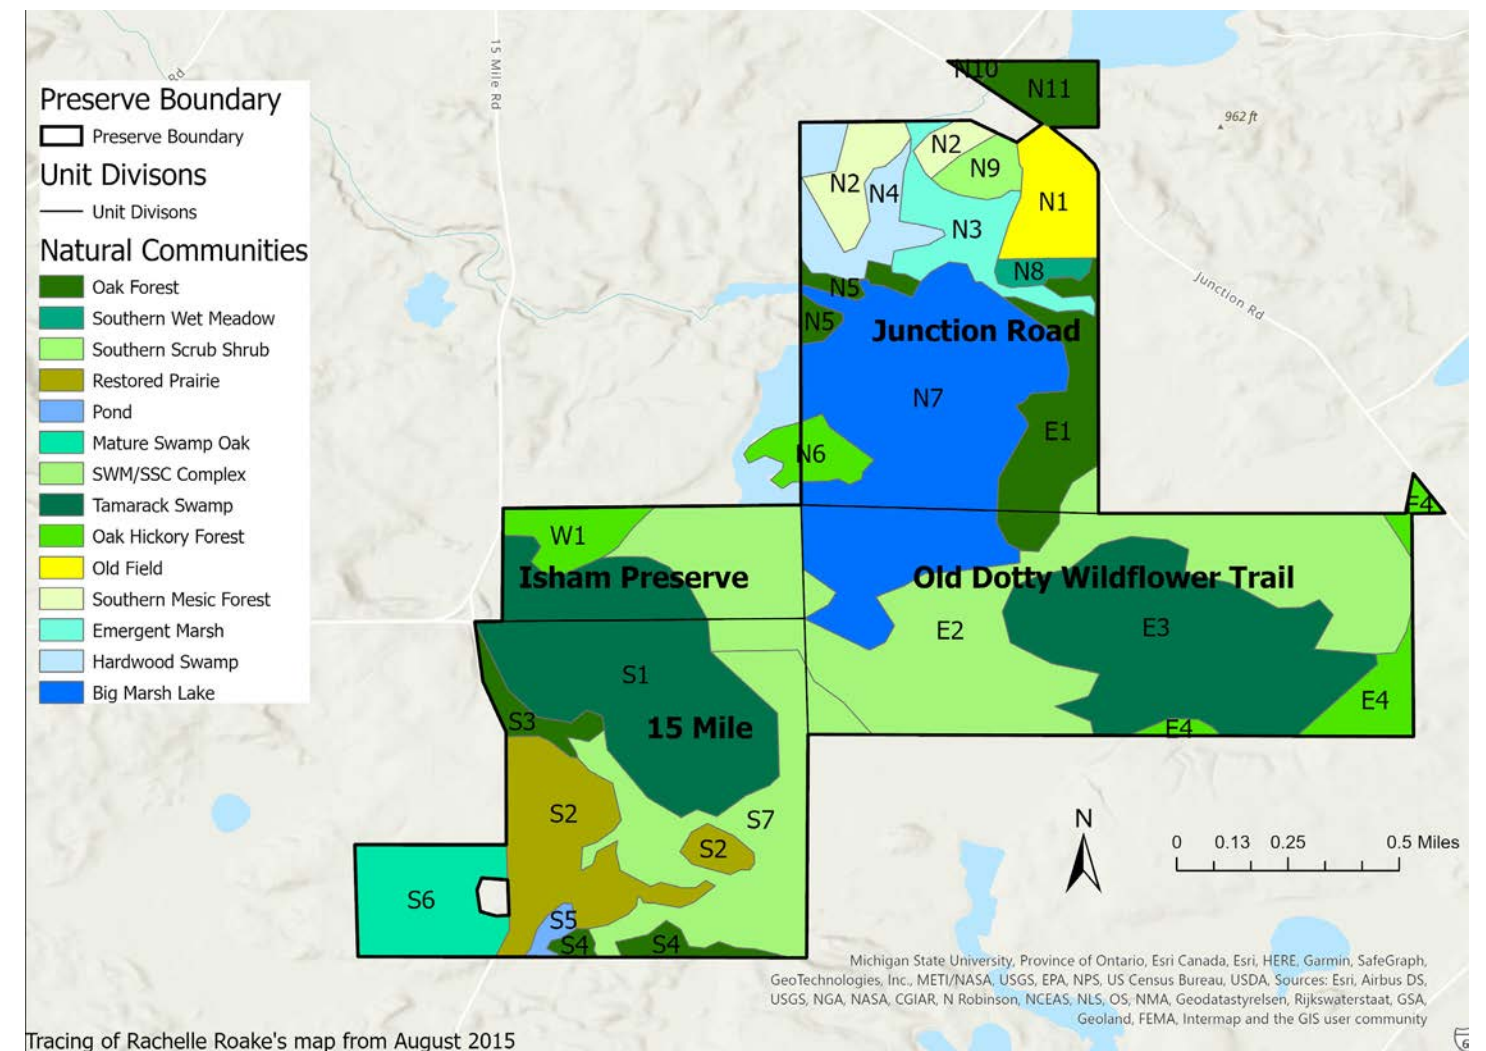 Preserve Boundary
Preserve Boundary
Unit Divisons
Unit Divisons
Natural Communities
Oak Forest
Southern Wet Meadow
Southern Scrub Shrub
Restored Prairie
Pond
Mature Swamp Oak
SWM/SSC Complex
Tamarack Swamp
Oak Hickory Forest
Old Field
Southern Mesic Forest
Emergent Marsh
Hardwood Swamp
Big Marsh Lake
Rd
15 Mile Rd
N10
N11
962 ft
N2
N9
N2
N4
N1
N3
N8
N5
Junction Rd
N5
Junction Road
N7
E1
N6
E4
W1
Isham Preserve
Old Dotty Wildflower Trail
E2
E3
S1
E4
S3
15 Mile
E4
S2
S7
S2
N
0 0.13 0.25 0.5 Miles
S6
S5
S4
S4
Michigan State University, Province of Ontario, Esri Canada, Esri, HERE, Garmin, SafeGraph,
GeoTechnologies, Inc., METI/NASA, USGS, EPA, NPS, US Census Bureau, USDA, Sources: Esri, Airbus DS,
USGS, NGA, NASA, CGIAR, N Robinson, NCEAS, NLS, OS, NMA, Geodatastyrelsen, Rijkswaterstaat, GSA,
Geoland, FEMA, Intermap and the GIS user community
Tracing of Rachelle Roake's map from August 2015